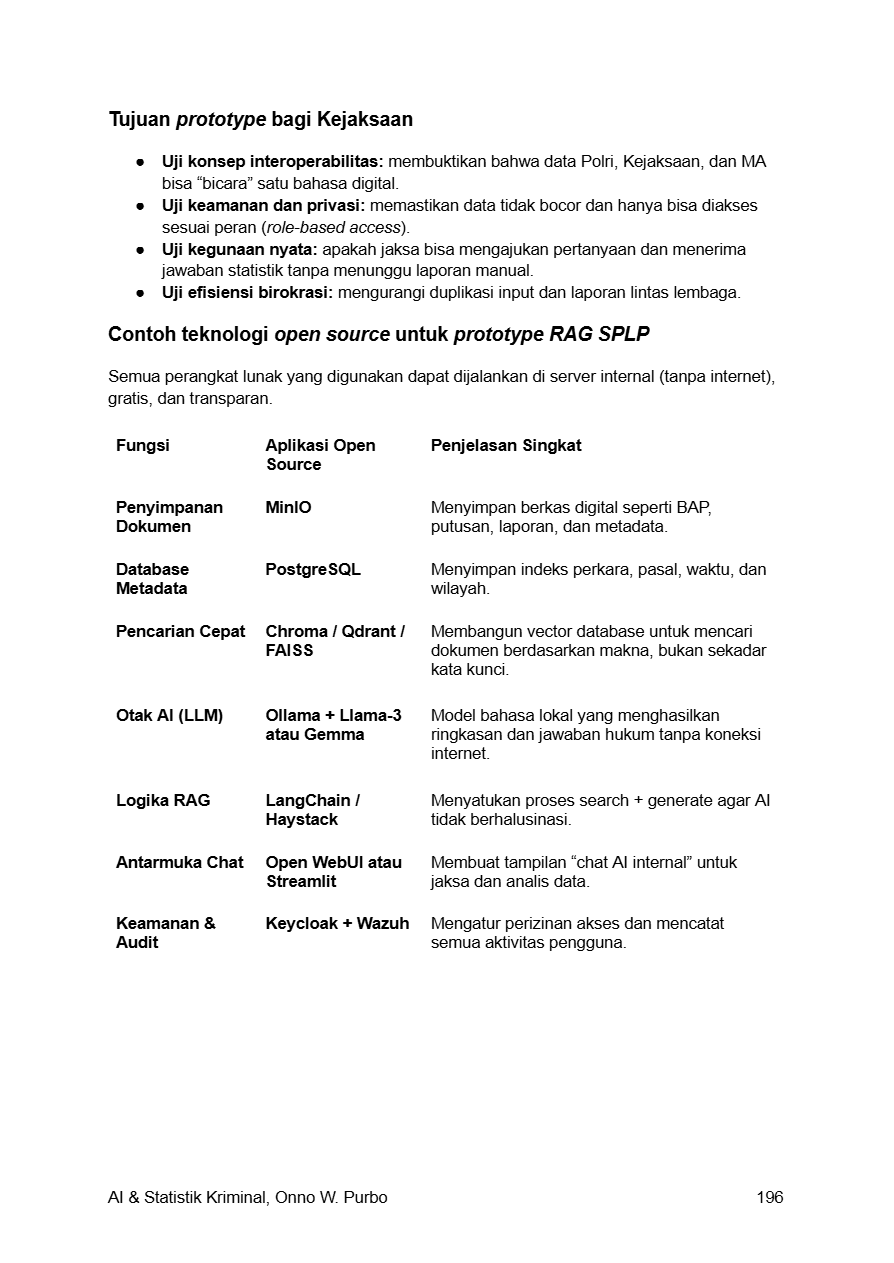 Tujuan prototype bagi Kejaksaan
● Uji konsep interoperabilitas: membuktikan bahwa data Polri, Kejaksaan, dan MA
bisa “bicara” satu bahasa digital.
● Uji keamanan dan privasi: memastikan data tidak bocor dan hanya bisa diakses
sesuai peran (role-based access).
● Uji kegunaan nyata: apakah jaksa bisa mengajukan pertanyaan dan menerima
jawaban statistik tanpa menunggu laporan manual.
● Uji efisiensi birokrasi: mengurangi duplikasi input dan laporan lintas lembaga.
Contoh teknologi open source untuk prototype RAG SPLP
Semua perangkat lunak yang digunakan dapat dijalankan di server internal (tanpa internet),
gratis, dan transparan.
Fungsi
Aplikasi Open
Source
Penjelasan Singkat
Penyimpanan
Dokumen
MinIO
Menyimpan berkas digital seperti BAP,
putusan, laporan, dan metadata.
Database
Metadata
PostgreSQL
Menyimpan indeks perkara, pasal, waktu, dan
wilayah.
Pencarian Cepat
Chroma / Qdrant /
FAISS
Membangun vector database untuk mencari
dokumen berdasarkan makna, bukan sekadar
kata kunci.
Otak AI (LLM)
Ollama + Llama-3
atau Gemma
Model bahasa lokal yang menghasilkan
ringkasan dan jawaban hukum tanpa koneksi
internet.
Logika RAG
LangChain /
Haystack
Menyatukan proses search + generate agar AI
tidak berhalusinasi.
Antarmuka Chat
Open WebUI atau
Streamlit
Membuat tampilan “chat AI internal” untuk
jaksa dan analis data.
Keamanan &
Audit
Keycloak + Wazuh
Mengatur perizinan akses dan mencatat
semua aktivitas pengguna.
AI & Statistik Kriminal, Onno W. Purbo
196